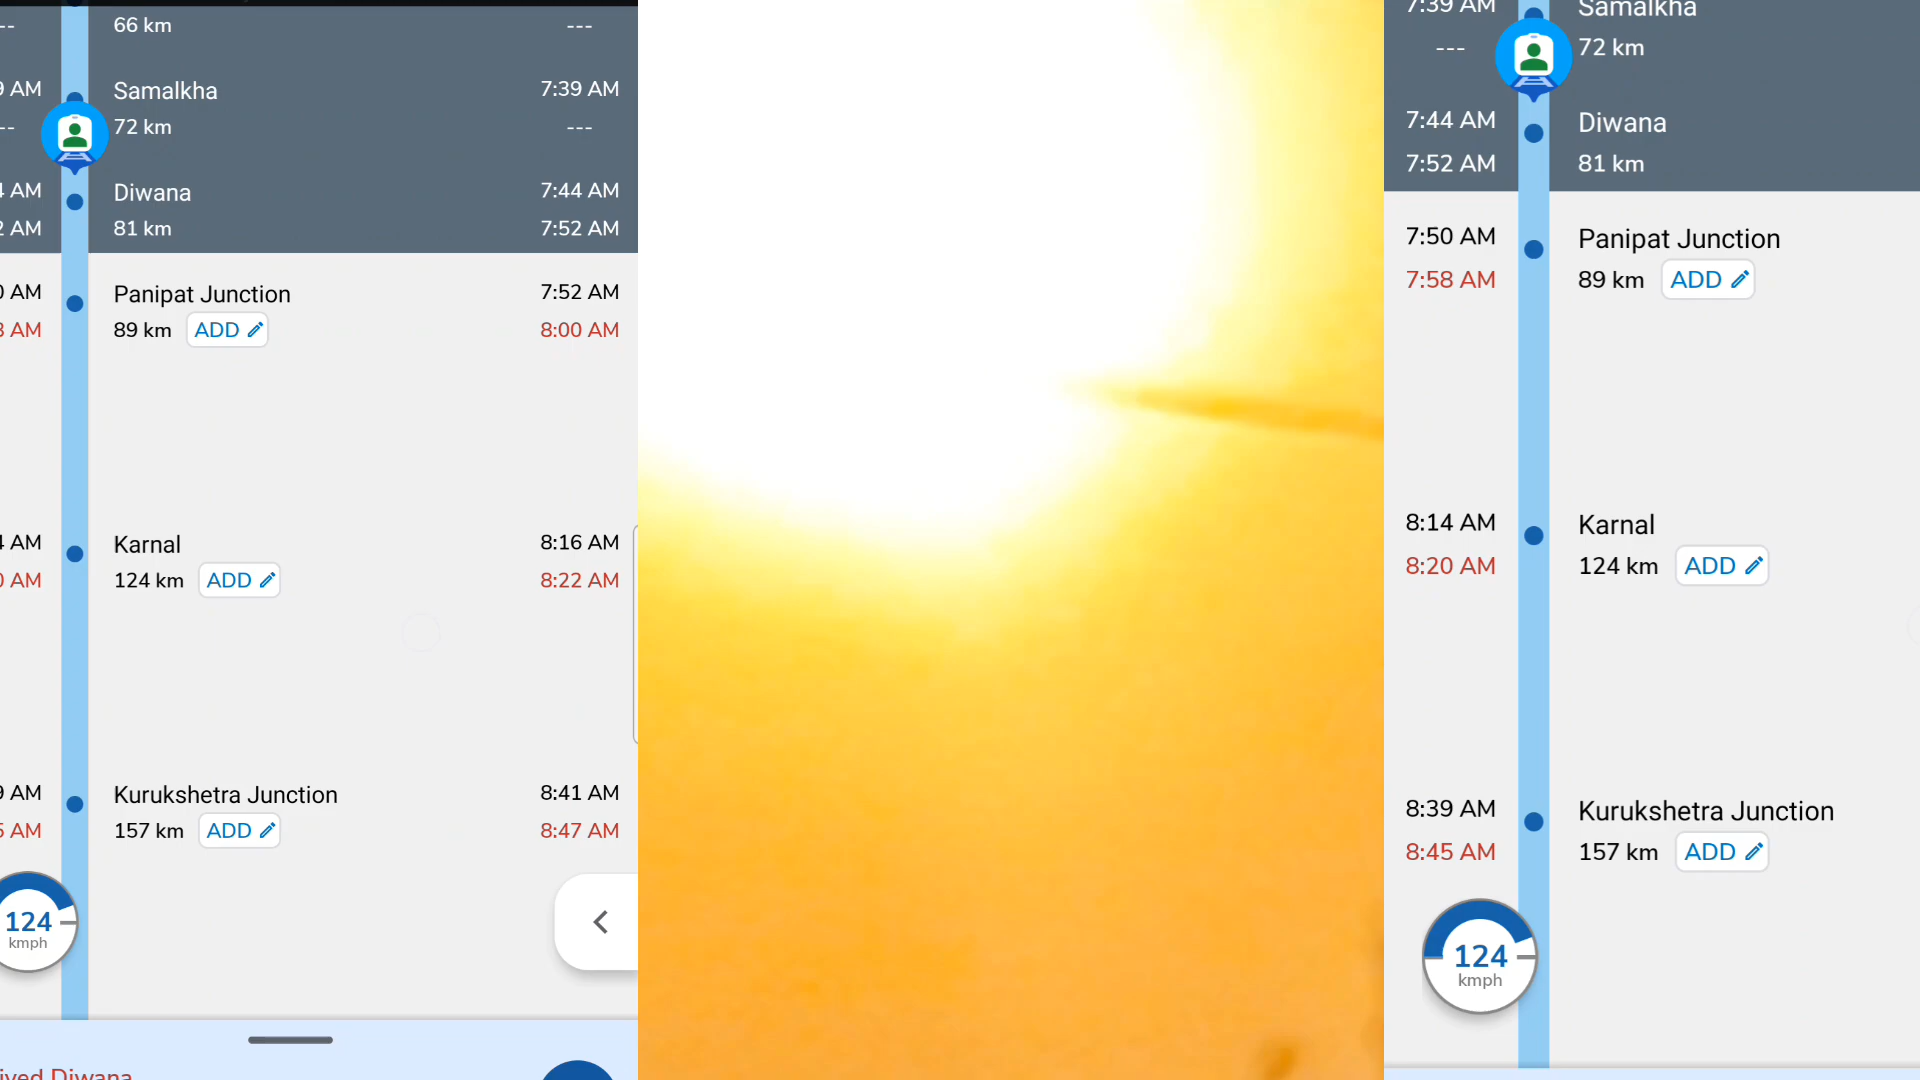 66 km
---
Samalkha
7:39 AM
72 km
---
AM
Diwana
7:44 AM
AM
81 km
7:52 AM
AM
Panipat Junction
7:52 AM
AM
89 km
ADD
8:00 AM
AM
Karnal
8:16 AM
AM
124 km
ADD
8:22 AM
AM
Kurukshetra Junction
8:41 AM
AM
157 km
ADD
8:47 AM
124
kmph
Diwana
7:39 AM
Samalkha
---
72 km
7:44 AM
Diwana
7:52 AM
81 km
7:50 AM
Panipat Junction
7:58 AM
89 km
ADD
8:14 AM
Karnal
8:20 AM
124 km
ADD
8:39 AM
Kurukshetra Junction
8:45 AM
157 km
ADD
124
kmph